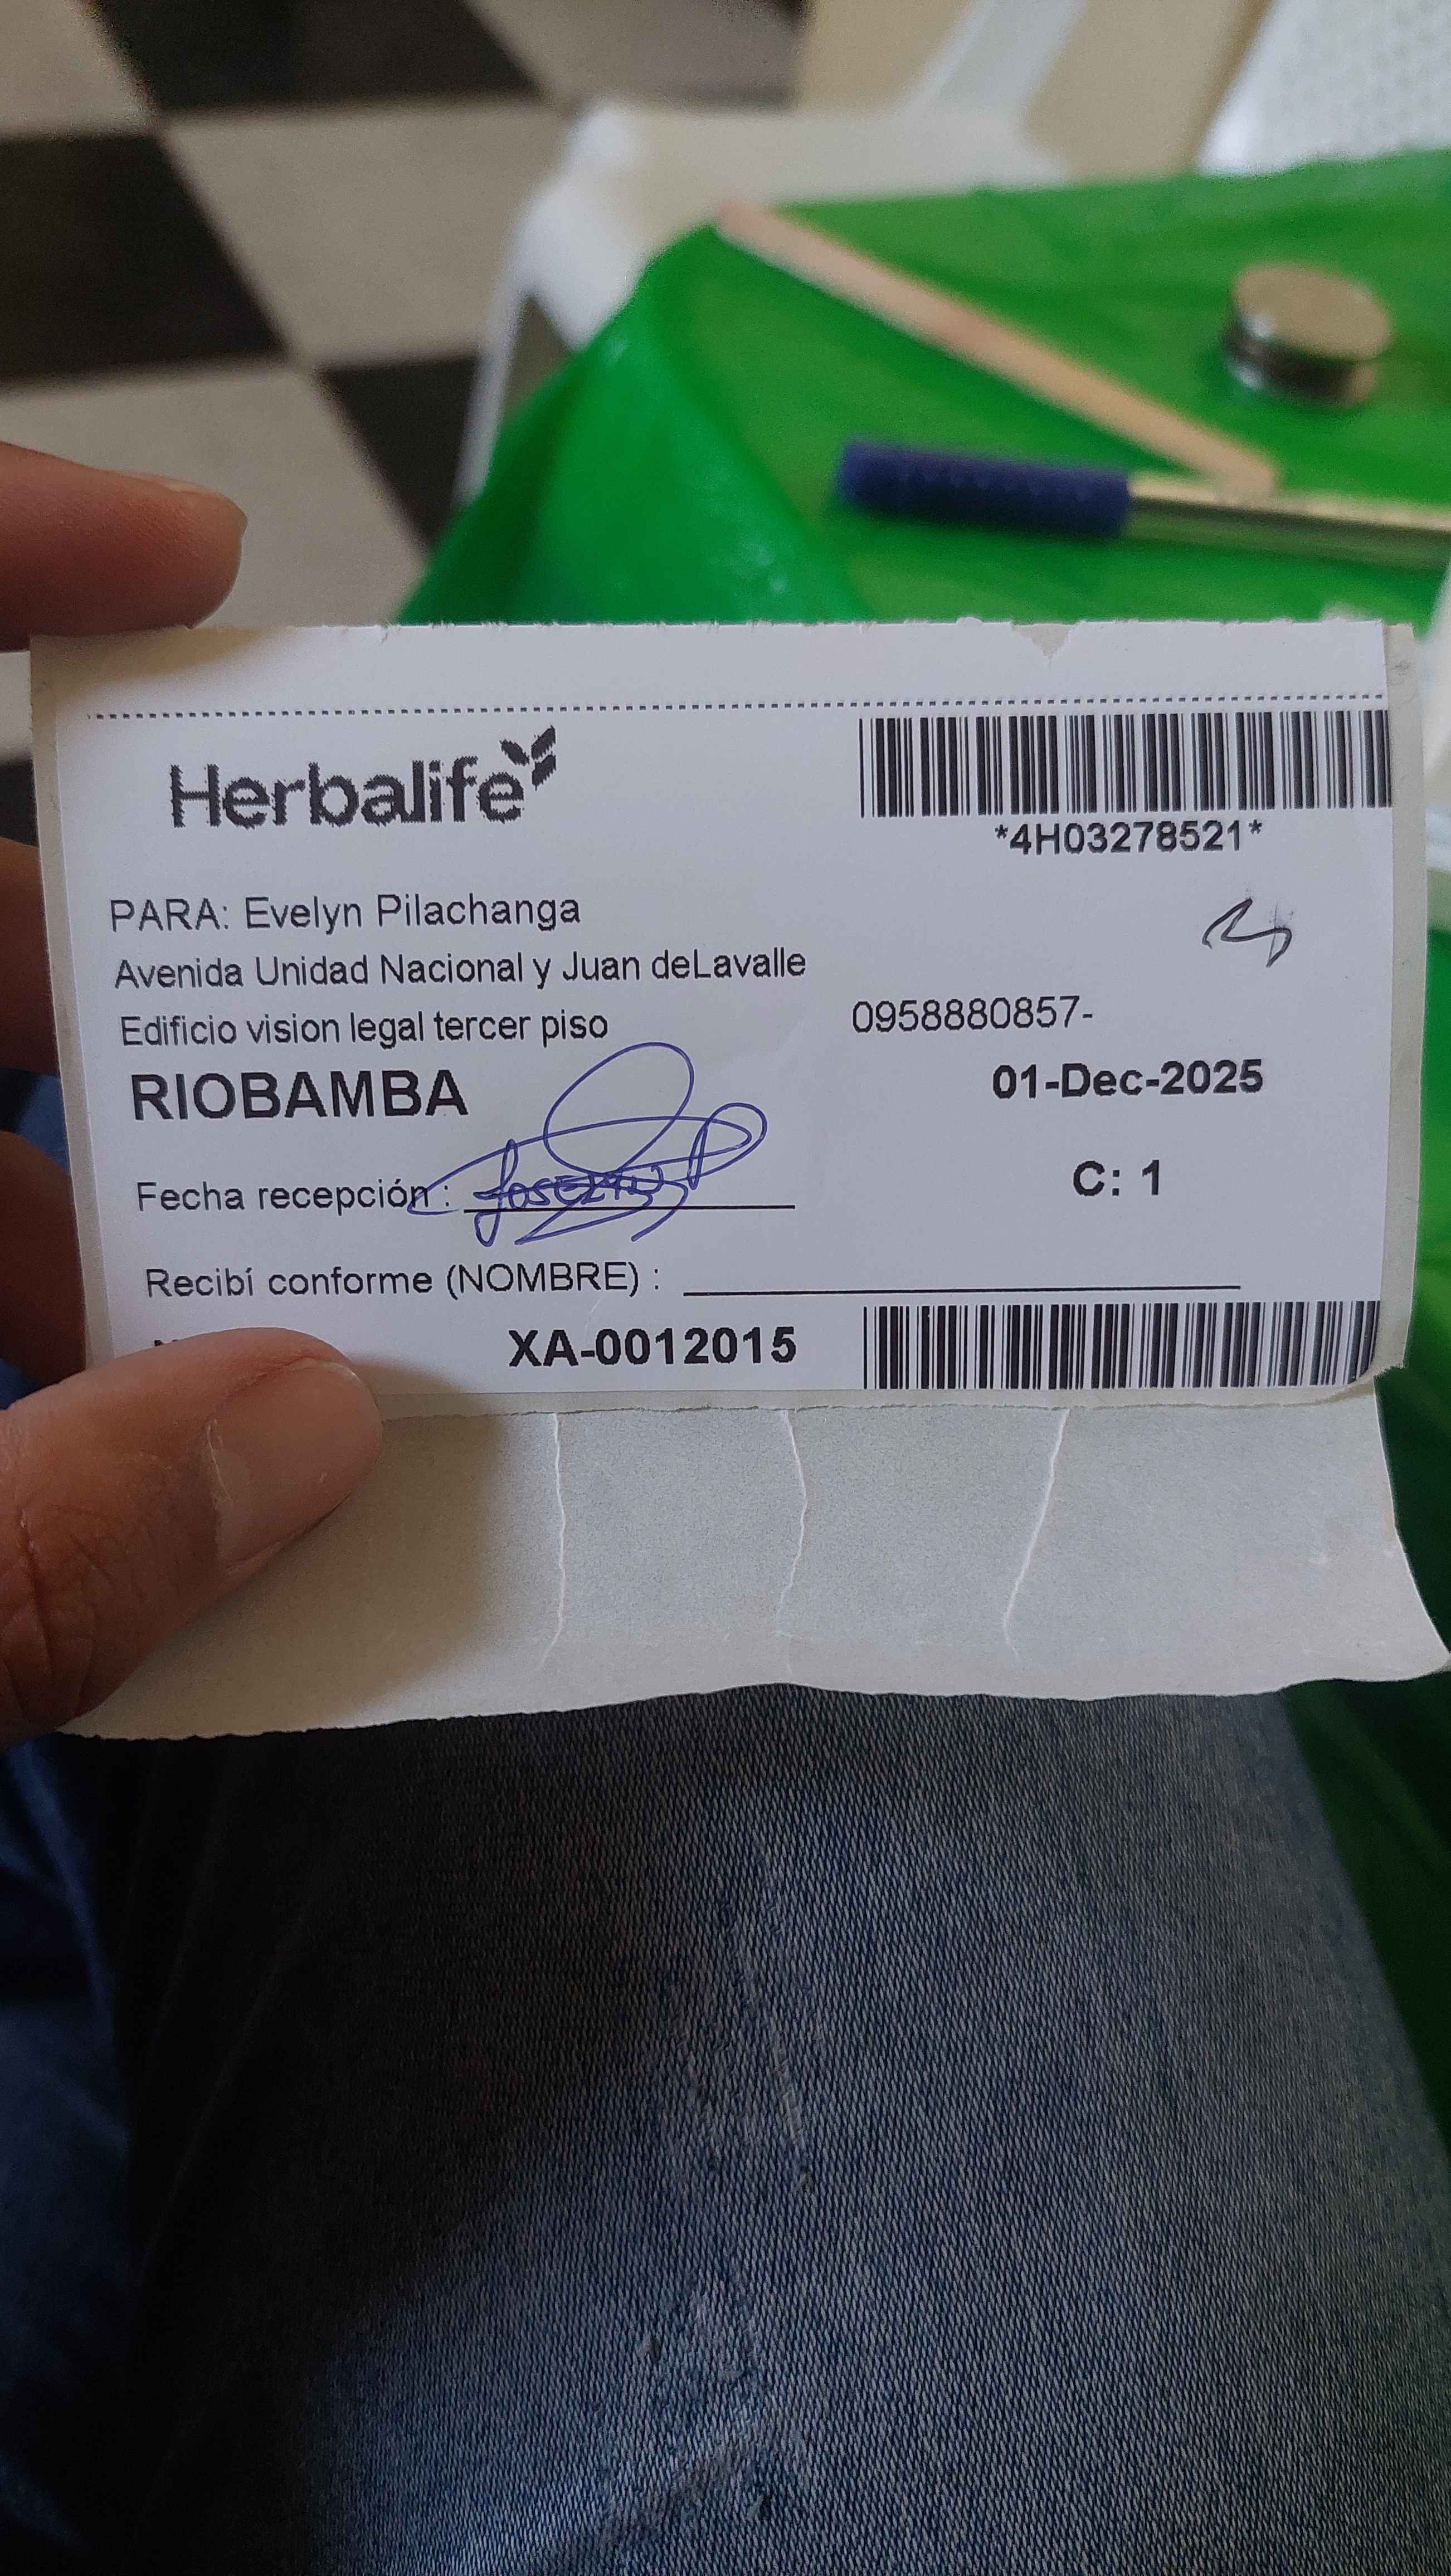 Herbalife
*4H03278521*
PARA: Evelyn Pilachanga
Avenida Unidad Nacional y Juan deLavalle
Edificio vision legal tercer piso
0958880857-
RIOBAMBA
01-Dec-2025
Fecha recepción :
C: 1
Recibí conforme (NOMBRE) :
XA-0012015